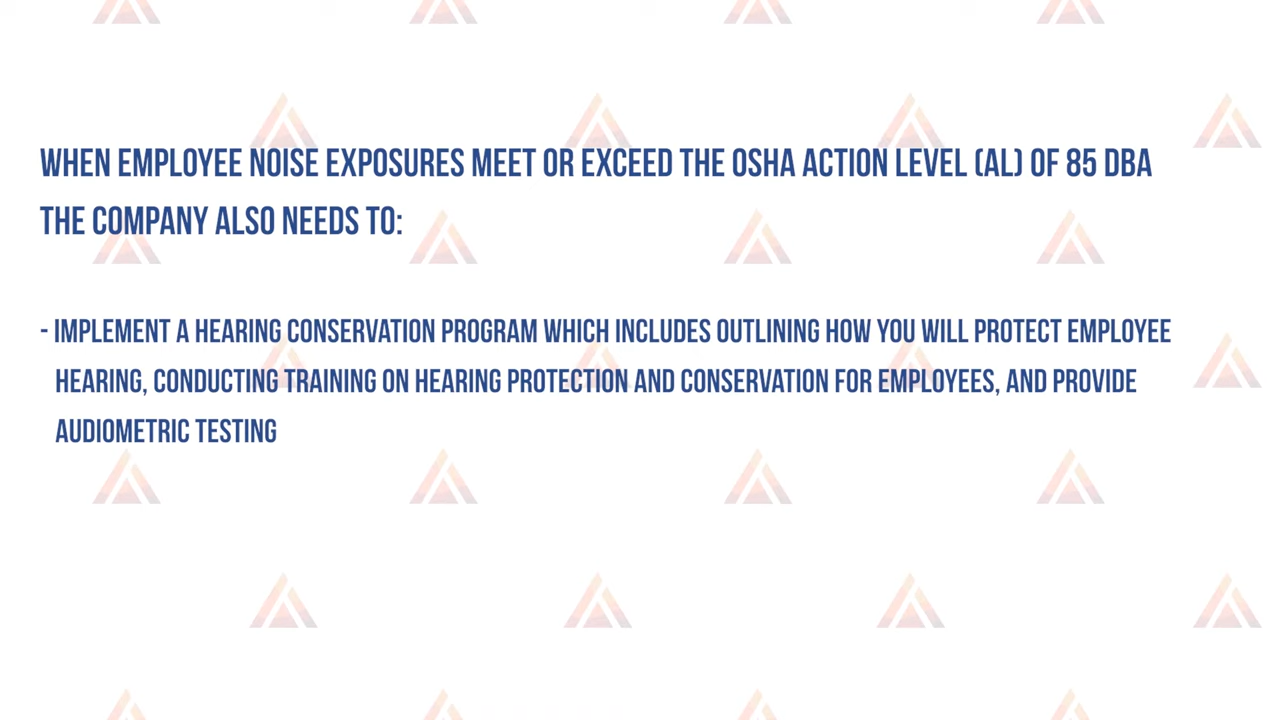 WHEN EMPLOYEE NOISE EXPOSURES MEET OR EXCEED THE OSHA ACTION LEVEL (AL) OF 85 DBA
THE COMPANY ALSO NEEDS TO:
- IMPLEMENT A HEARING CONSERVATION PROGRAM WHICH INCLUDES OUTLINING HOW YOU WILL PROTECT EMPLOYEE
HEARING, CONDUCTING TRAINING ON HEARING PROTECTION AND CONSERVATION FOR EMPLOYEES, AND PROVIDE
AUDIOMETRIC TESTING